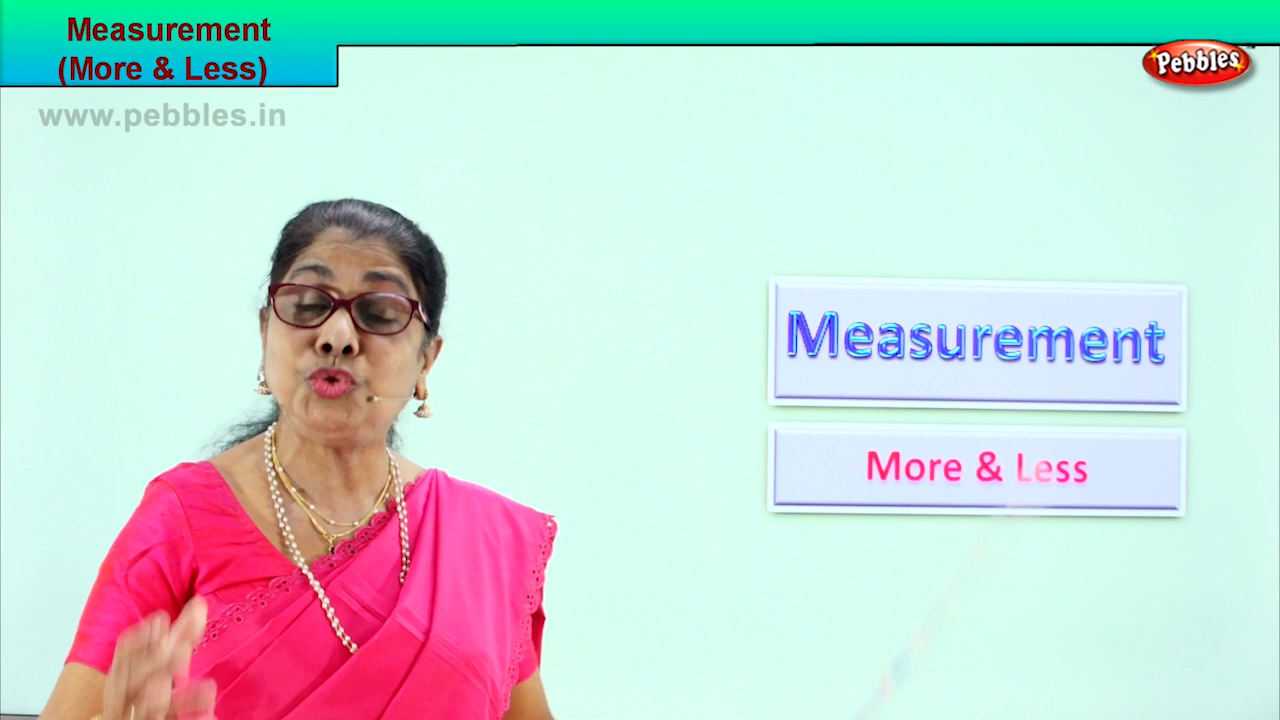 Measurement
(More & Less)
Pebbles
www.pebbles.in
Measurement
More & Less